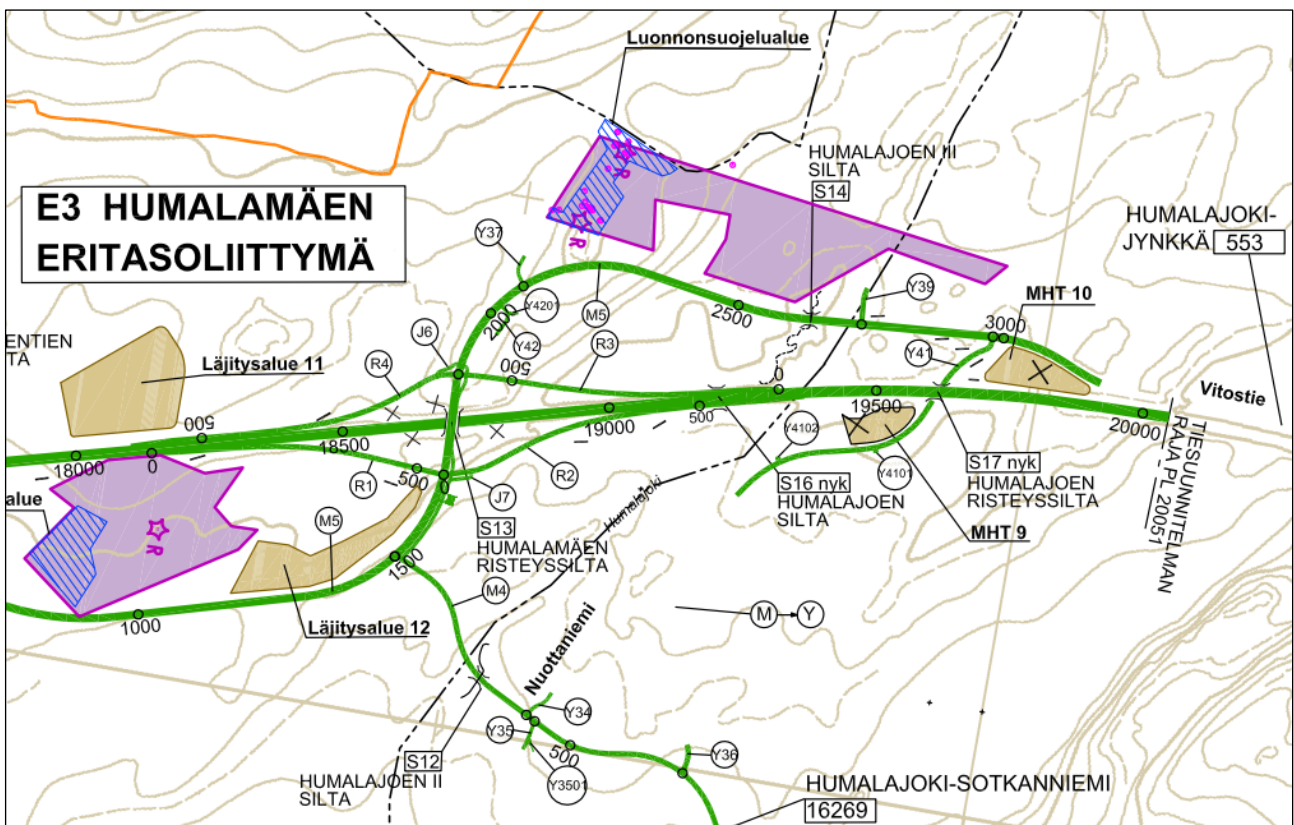 Luonnonsuojelualue
HUMALAJOEN III
SILTA
S14
E3 HUMALAMÄEN
ERITASOLIITTYMÄ
HUMALAJOKI-
JYNKKÄ 553
R
R
Y37
Y39
MHT 10
2000
Y4201
Y42
M5
2500
3000
ENTIEN
TA
Läjitysalue 11
J6
R4
500
R3
Y41
0
Vitostie
500
18500
19000
500
19500
20000
18000
0
Y4102
Y4101
TIESUUNNITELMAN
RAJA PL 20051
alue
R
R1
500
0
J7
R2
S16 nyk
HUMALAJOEN
SILTA
S17 nyk
HUMALAJOEN
RISTEYSSILTA
MHT 9
M5
S13
HUMALAMÄEN
RISTEYSSILTA
Humalajoki
1500
M4
1000
Läjitysalue 12
M
Y
Nuottaniemi
Y34
Y35
500
Y3501
Y36
S12
HUMALAJOEN II
SILTA
HUMALAJOKI-SOTKANNIEMI
16269